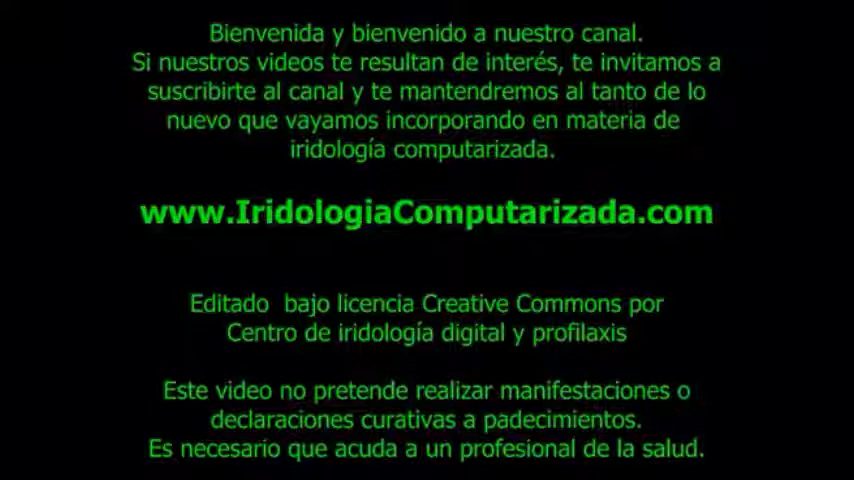 Bienvenida y bienvenido a nuestro canal.
Si nuestros videos te resultan de interés, te invitamos a
suscribirte al canal y te mantendremos al tanto de lo
nuevo que vayamos incorporando en materia de
iridología computarizada.
www.IridologiaComputarizada.com
Editado bajo licencia Creative Commons por
Centro de iridología digital y profilaxis
Este video no pretende realizar manifestaciones o
declaraciones curativas a padecimientos.
Es necesario que acuda a un profesional de la salud.